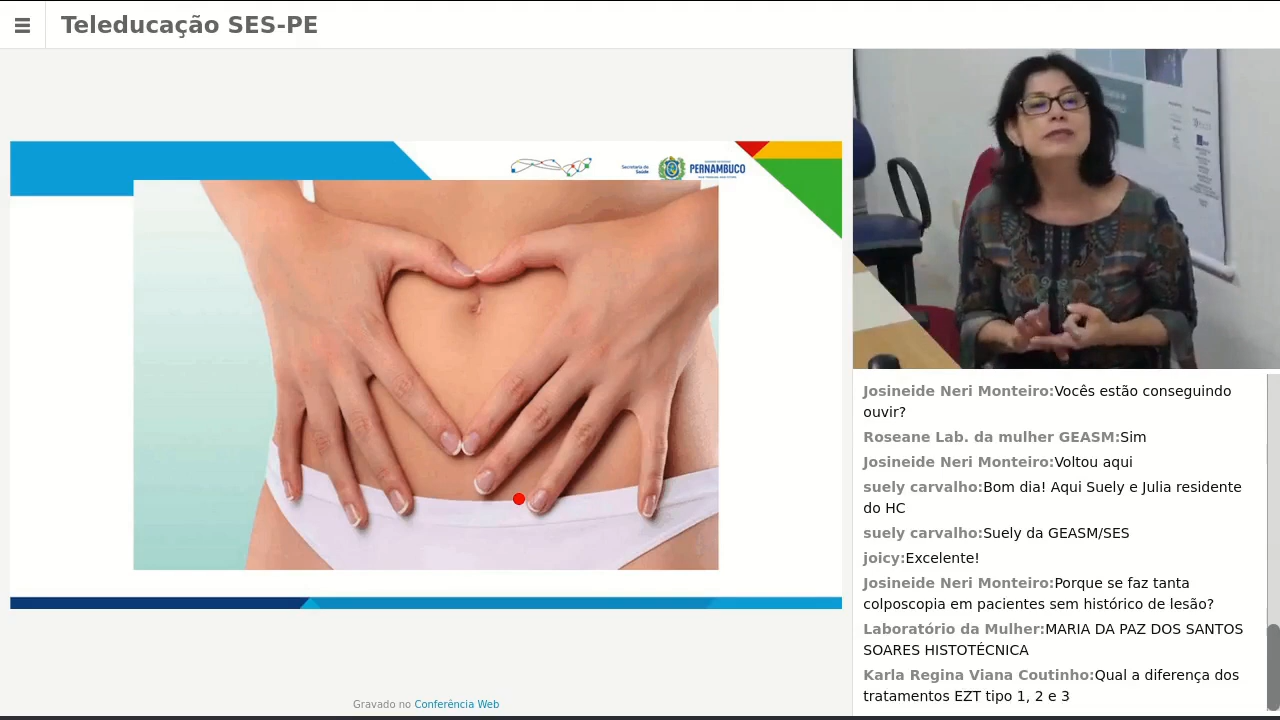 Teleducação SES-PE
Secretaria de
Saúde
PERNAMBUCO
Josineide Neri Monteiro:Vocês estão conseguindo
ouvir?
Roseane Lab. da mulher GEASM:Sim
Josineide Neri Monteiro:Voltou aqui
suely carvalho:Bom dia! Aqui Suely e Julia residente
do HC
suely carvalho:Suely da GEASM/SES
joicy:Excelente!
Josineide Neri Monteiro:Porque se faz tanta
colposcopia em pacientes sem histórico de lesão?
Laboratório da Mulher:MARIA DA PAZ DOS SANTOS
SOARES HISTOTÉCNICA
Karla Regina Viana Coutinho:Qual a diferença dos
tratamentos EZT tipo 1, 2 e 3
Gravado no Conferência Web